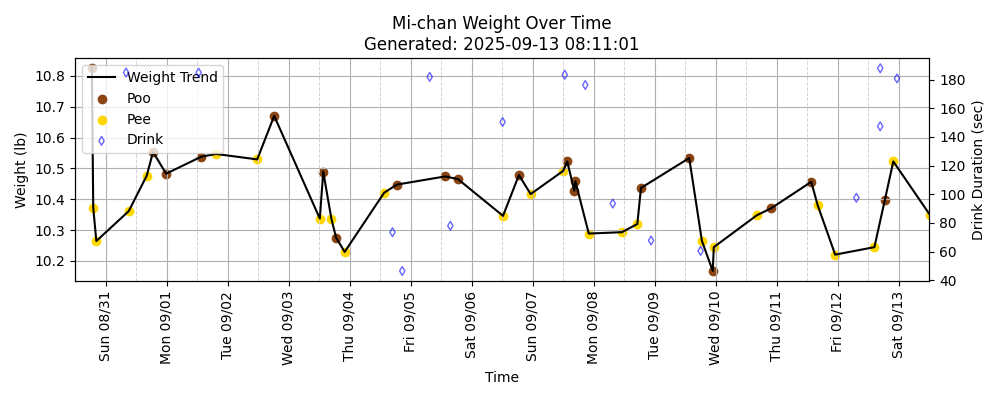 Mi-chan Weight Over Time
Generated: 2025-09-13 08:11:01
Weight Trend
Poo
Pee
Drink
Weight (lb)
10.8
10.7
10.6
10.5
10.4
10.3
10.2
180
160
140
120
100
80
60
40
Drink Duration (sec)
Sun 08/31
Mon 09/01
Tue 09/02
Wed 09/03
Thu 09/04
Fri 09/05
Sat 09/06
Sun 09/07
Mon 09/08
Tue 09/09
Wed 09/10
Thu 09/11
Fri 09/12
Sat 09/13
Time